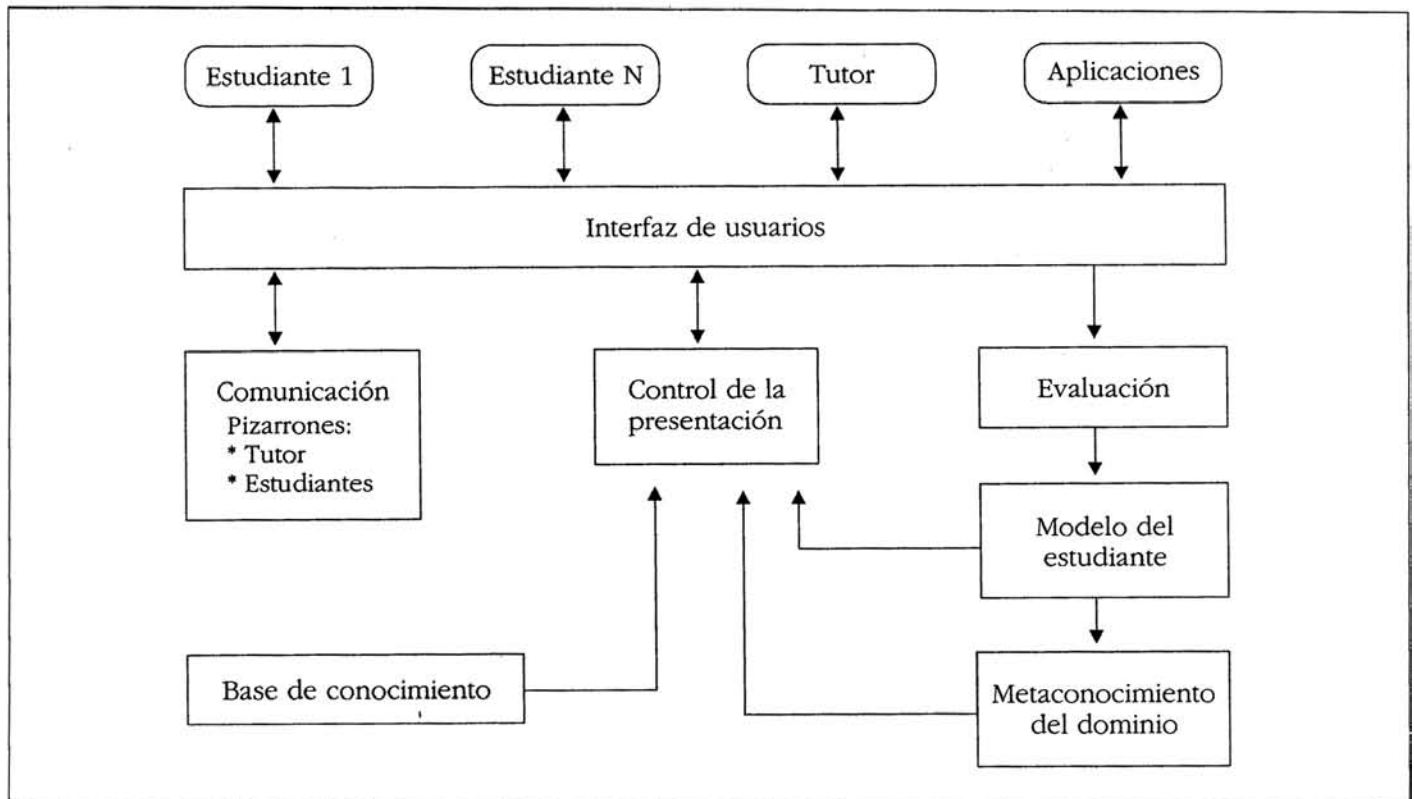 Estudiante 1
Estudiante N
Tutor
Aplicaciones
Interfaz de usuarios
Comunicación
Pizarrones:
* Tutor
* Estudiantes
Control de la
presentación
Evaluación
Modelo del
estudiante
Base de conocimiento
Metaconocimiento
del dominio